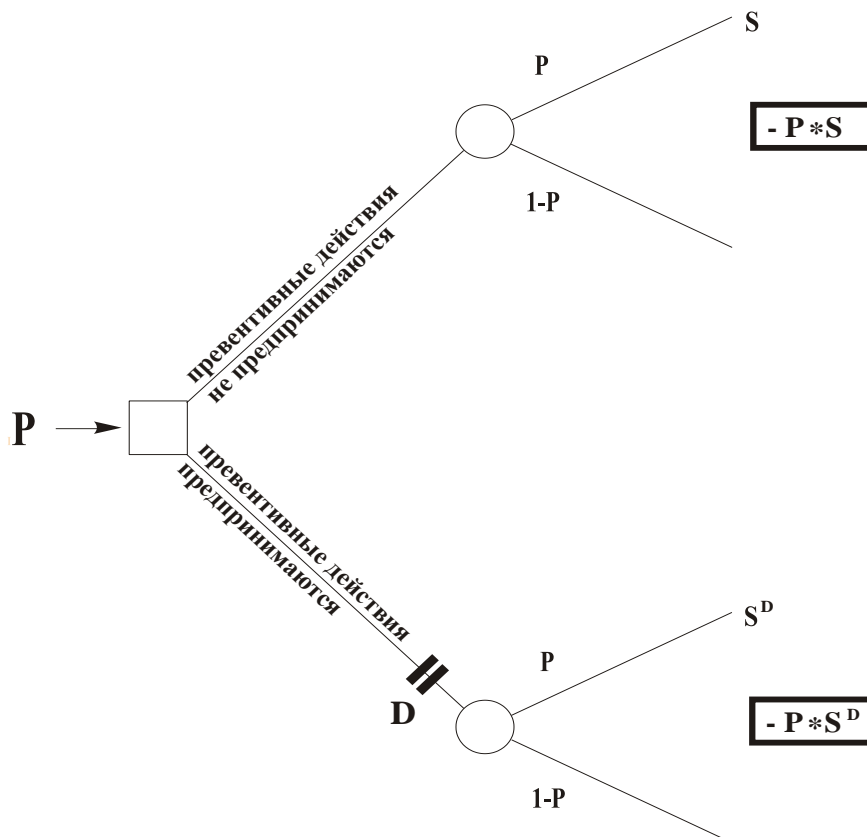 S
P
- P*S
1-P
превентивные действия
не предпринимаются
P
превентивные действия
предпринимаются
S^D
P
D
- P*S^D
1-P